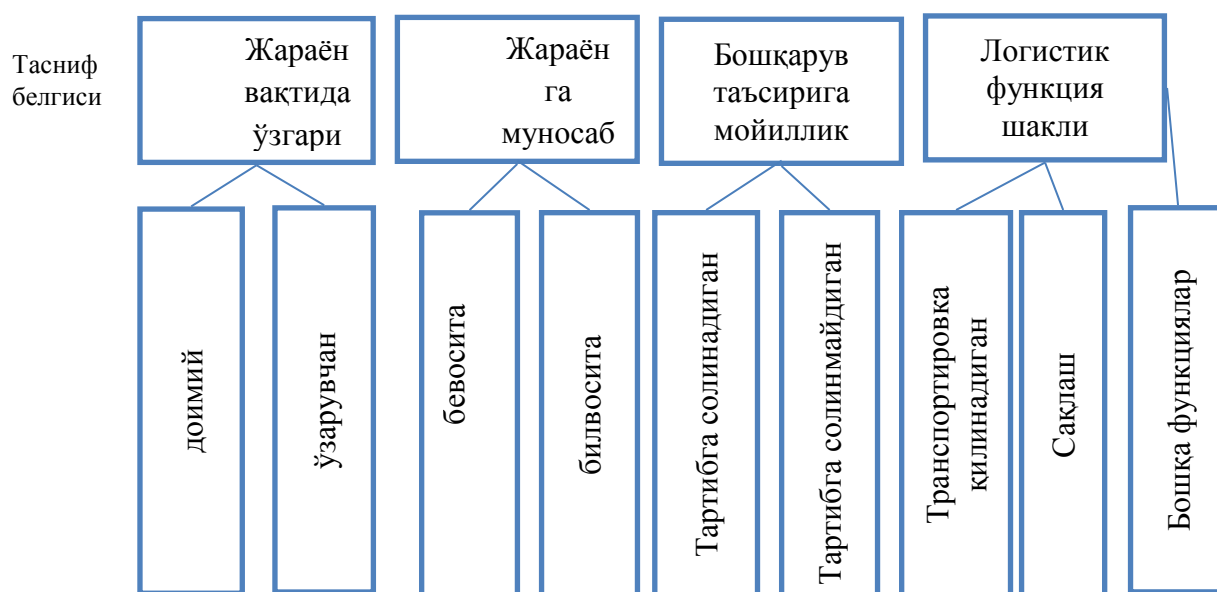 Тасниф
белгиси
Жараён
вақтида
ўзгари
Жараён
га
муносаб
Бошқарув
таъсирига
мойиллик
Логистик
функция
шакли
доимий
ўзарувчан
бевосита
билвосита
Тартибга солинадиган
Тартибга солинмайдиган
Транспортировка
қилинадиган
Сақлаш
Бошқа функциялар